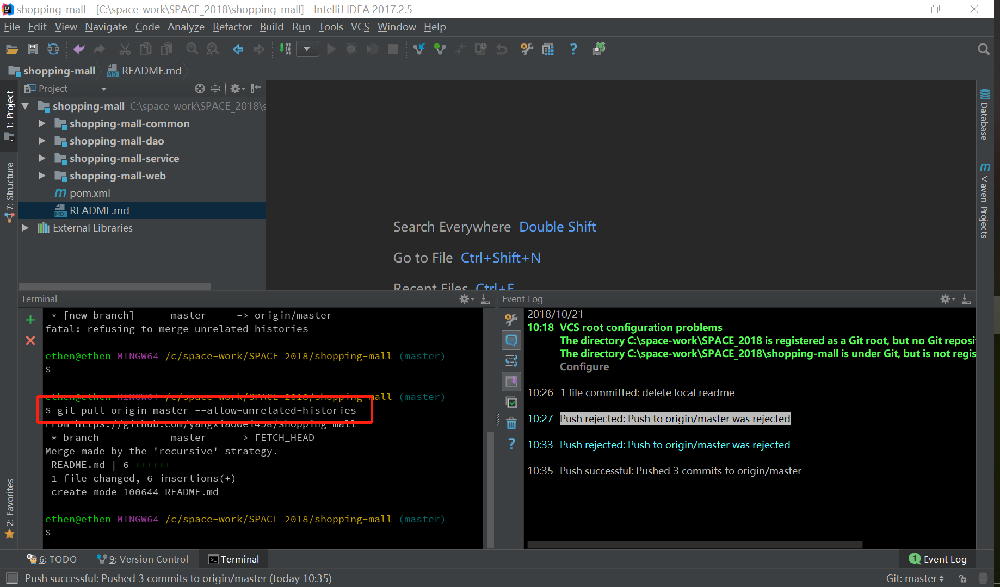 shopping-mall - [C:\space-work\SPACE_2018\shopping-mall] - IntelliJ IDEA 2017.2.5
File Edit View Navigate Code Analyze Refactor Build Run Tools VCS Window Help
shopping-mall README.md
1: Project
7: Structure
2: Favorites
Project
shopping-mall C:\space-work\SPACE_2018\s
shopping-mall-common
shopping-mall-dao
shopping-mall-service
shopping-mall-web
pom.xml
README.md
External Libraries
Search Everywhere Double Shift
Go to File Ctrl+Shift+N
Recent Files Ctrl+E
Database
Maven Projects
Terminal
* [new branch] master -> origin/master
fatal: refusing to merge unrelated histories
ethen@ethen MINGW64 /c/space-work/SPACE_2018/shopping-mall (master)
$
ethen@ethen MINGW64 /c/space-work/SPACE_2018/shopping-mall (master)
$ git pull origin master --allow-unrelated-histories
From https://github.com/yangxiaowei498/shopping-mall
* branch master -> FETCH_HEAD
Merge made by the 'recursive' strategy.
README.md | 6 ++++++
1 file changed, 6 insertions(+)
create mode 100644 README.md
ethen@ethen MINGW64 /c/space-work/SPACE_2018/shopping-mall (master)
$
Event Log
2018/10/21
10:18 VCS root configuration problems
The directory C:\space-work\SPACE_2018 is registered as a Git root, but no Git reposi
The directory C:\space-work\SPACE_2018\shopping-mall is under Git, but is not regis
Configure
10:26 1 file committed: delete local readme
10:27 Push rejected: Push to origin/master was rejected
10:33 Push rejected: Push to origin/master was rejected
10:35 Push successful: Pushed 3 commits to origin/master
6: TODO 9: Version Control Terminal 1 Event Log
Push successful: Pushed 3 commits to origin/master (today 10:35) Git: master